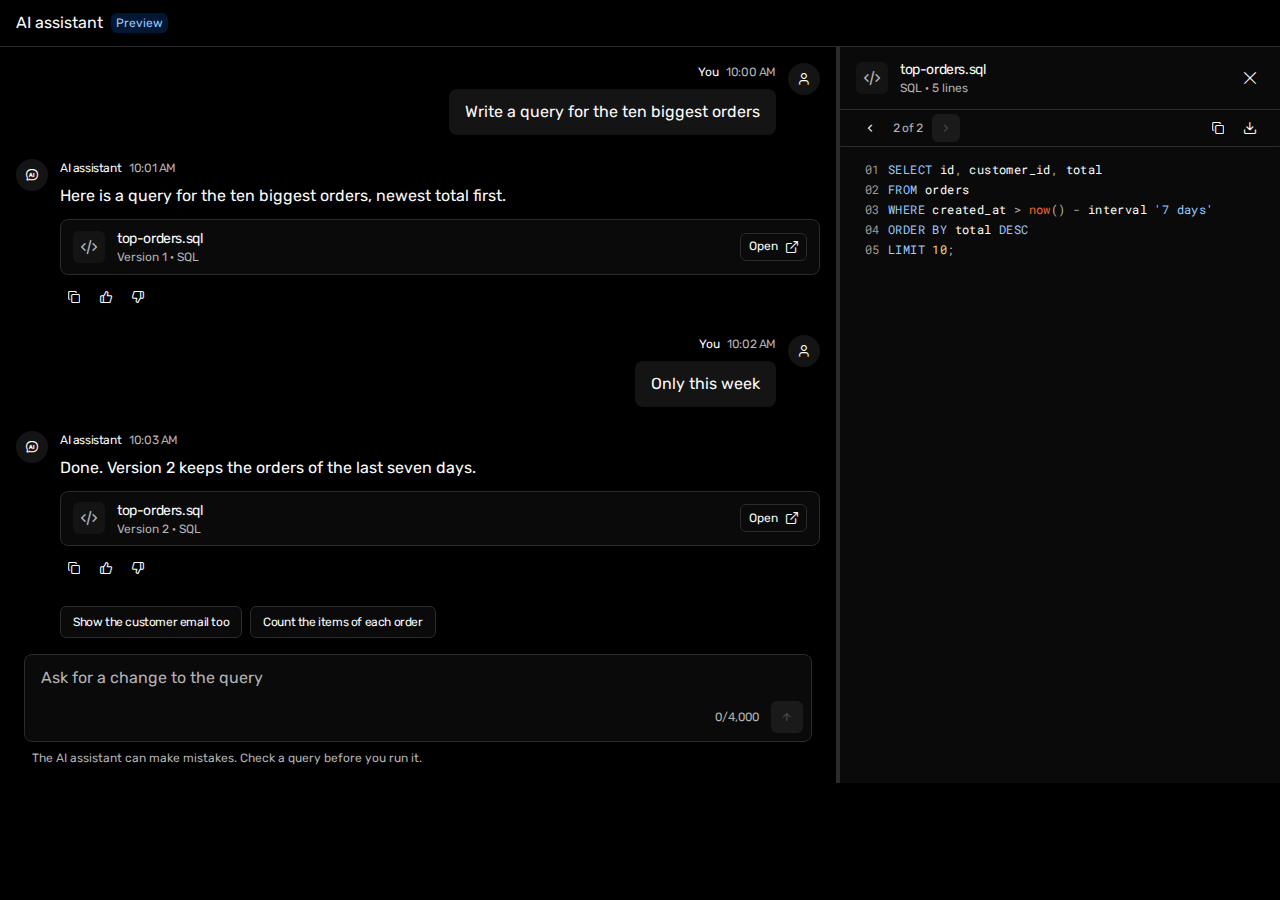 AI assistant Preview
You 10:00 AM
Write a query for the ten biggest orders
AI assistant 10:01 AM
Here is a query for the ten biggest orders, newest total first.
top-orders.sql
Version 1 • SQL
Open
You 10:02 AM
Only this week
AI assistant 10:03 AM
Done. Version 2 keeps the orders of the last seven days.
top-orders.sql
Version 2 • SQL
Open
Show the customer email too
Count the items of each order
Ask for a change to the query
0/4,000
The AI assistant can make mistakes. Check a query before you run it.
top-orders.sql
SQL • 5 lines
2 of 2
01 SELECT id, customer_id, total
02 FROM orders
03 WHERE created_at > now() - interval '7 days'
04 ORDER BY total DESC
05 LIMIT 10;